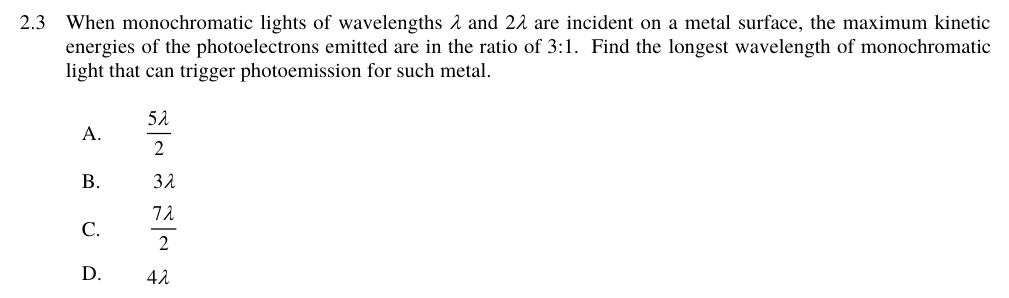 2.3 When monochromatic lights of wavelengths λ and 2λ are incident on a metal surface, the maximum kinetic
energies of the photoelectrons emitted are in the ratio of 3:1. Find the longest wavelength of monochromatic
light that can trigger photoemission for such metal.
A. 5λ/2
B. 3λ
C. 7λ/2
D. 4λ